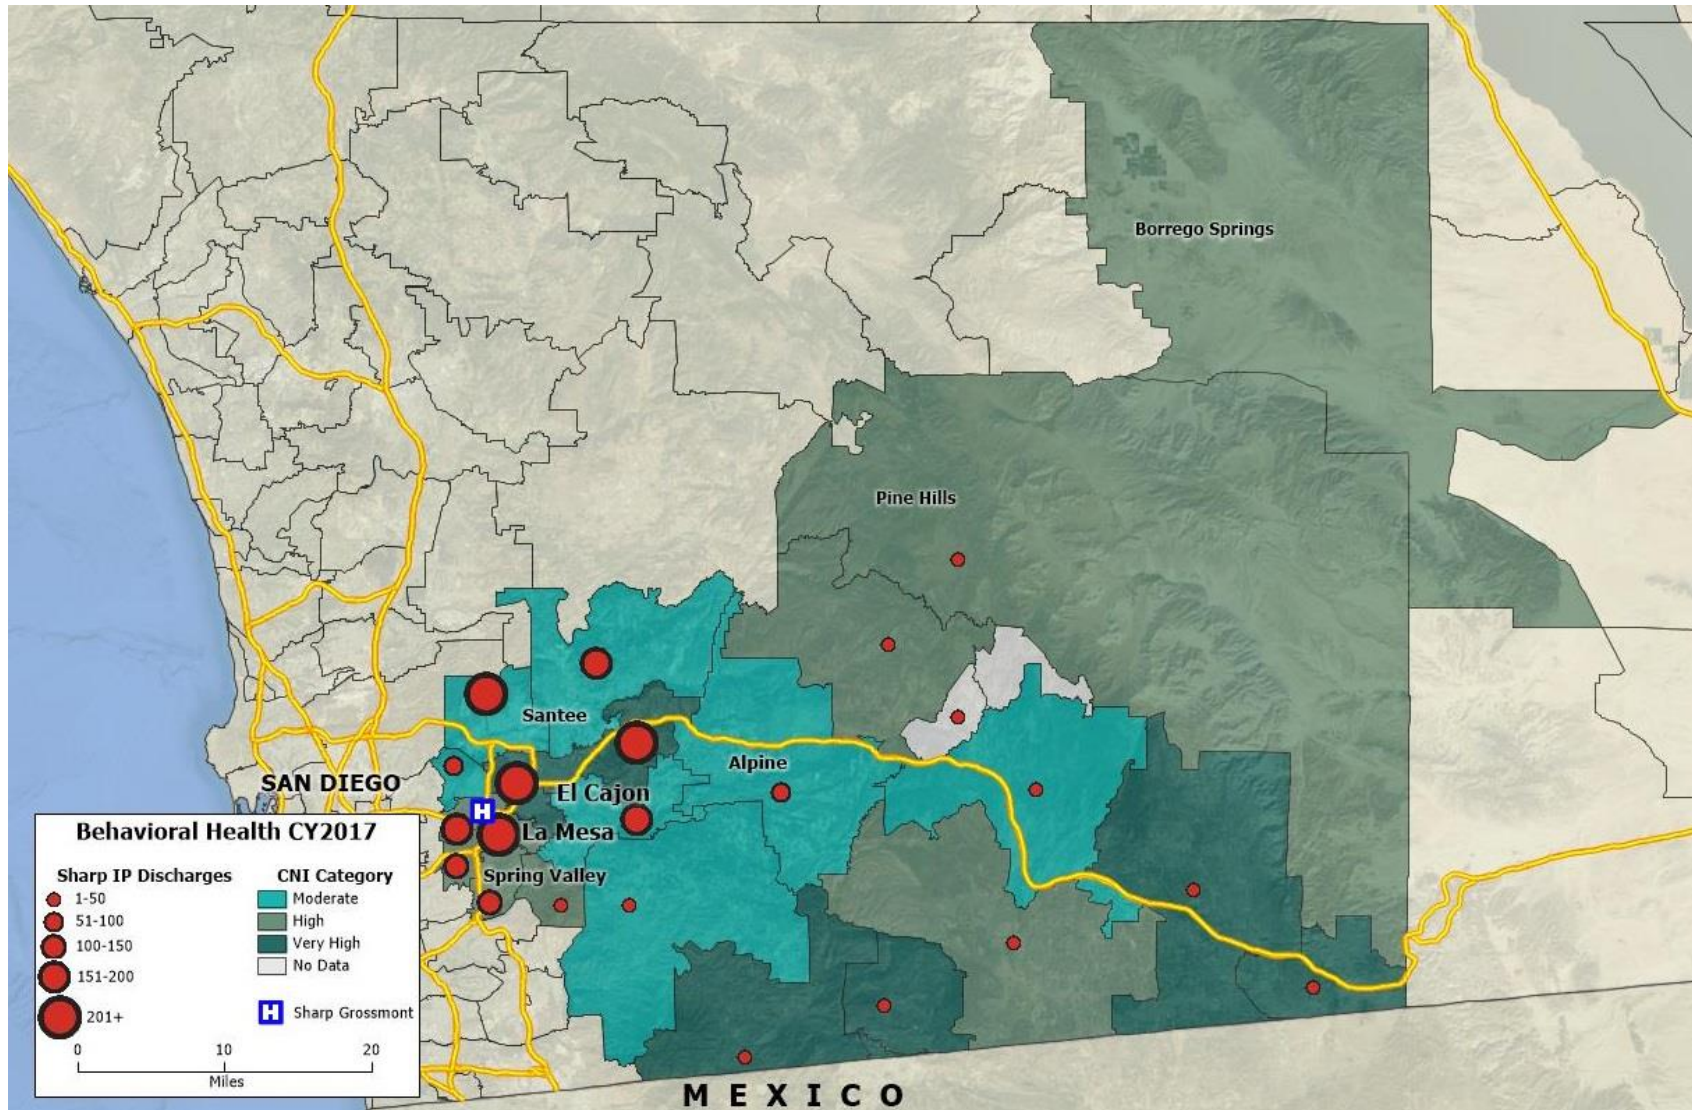 Borrego Springs
Pine Hills
Santee
Alpine
SAN DIEGO
El Cajon
La Mesa
Spring Valley
Behavioral Health CY2017
Sharp IP Discharges
1-50
51-100
100-150
151-200
201+
CNI Category
Moderate
High
Very High
No Data
H
H Sharp Grossmont
0 10 20
Miles
MEXICO